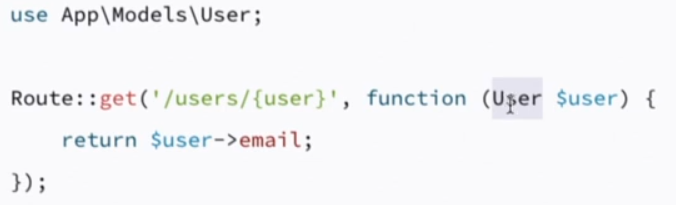 use App\Models\User;
Route::get('/users/{user}', function (User $user) {
    return $user->email;
});